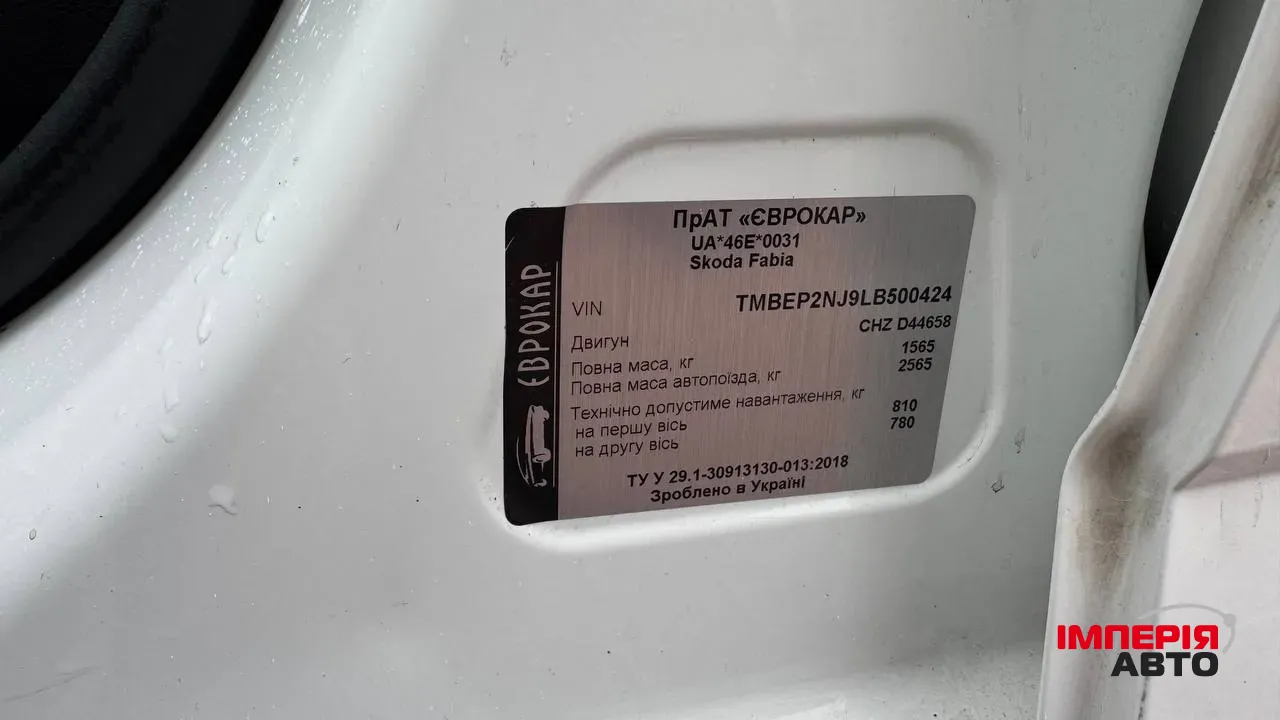 ЄВРОКАР
ПрАТ «ЄВРОКАР»
UA*46E*0031
Skoda Fabia
VIN TMBEP2NJ9LB500424
Двигун CHZ D44658
Повна маса, кг 1565
Повна маса автопоїзда, кг 2565
Технічно допустиме навантаження, кг
на першу вісь 810
на другу вісь 780
ТУ У 29.1-30913130-013:2018
Зроблено в Україні
ІМПЕРІЯ
АВТО